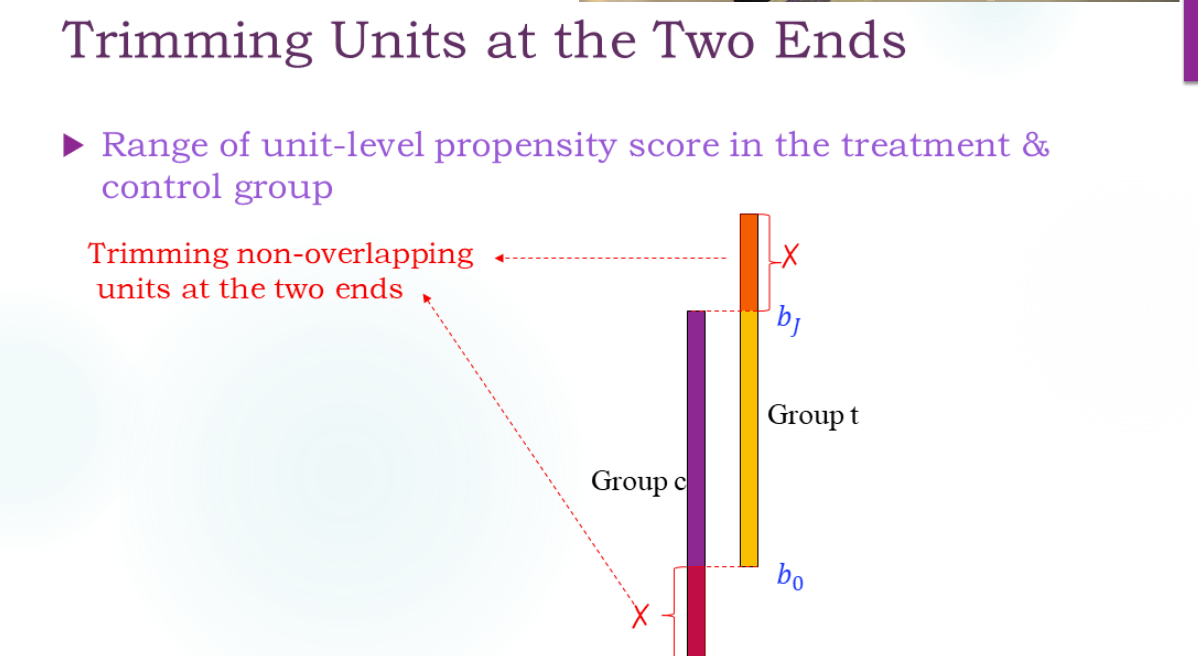 Trimming Units at the Two Ends
Range of unit-level propensity score in the treatment &
control group
Trimming non-overlapping
units at the two ends
X
b_J
Group t
Group c
b_0
X